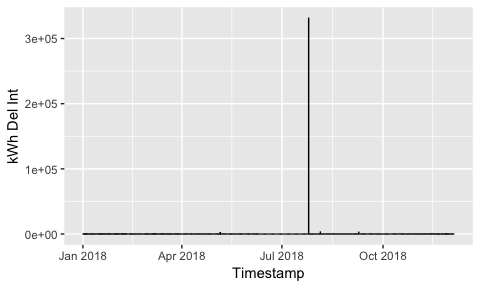 3e+05
2e+05
1e+05
0e+00
kWh Del Int
Jan 2018 Apr 2018 Jul 2018 Oct 2018
Timestamp